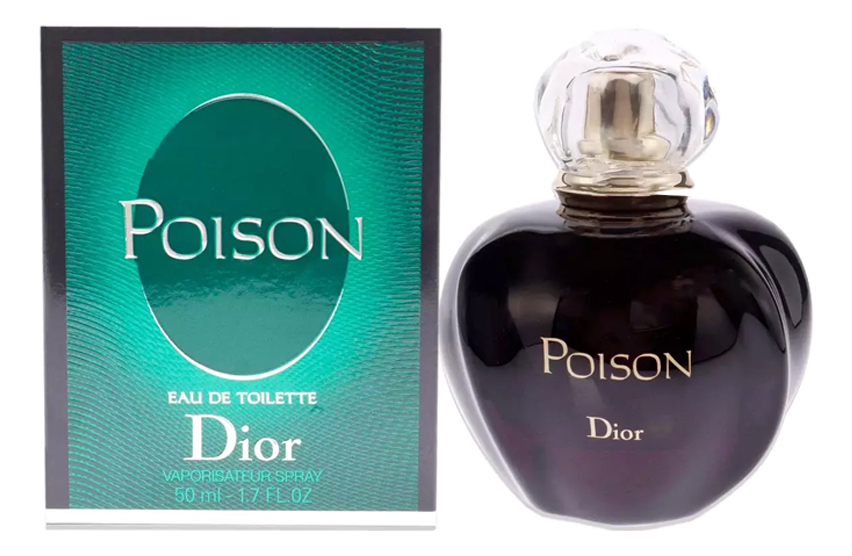 POISON
EAU DE TOILETTE
Dior
VAPORISATEUR SPRAY
50 ml - 1.7 FL.OZ
POISON
Dior